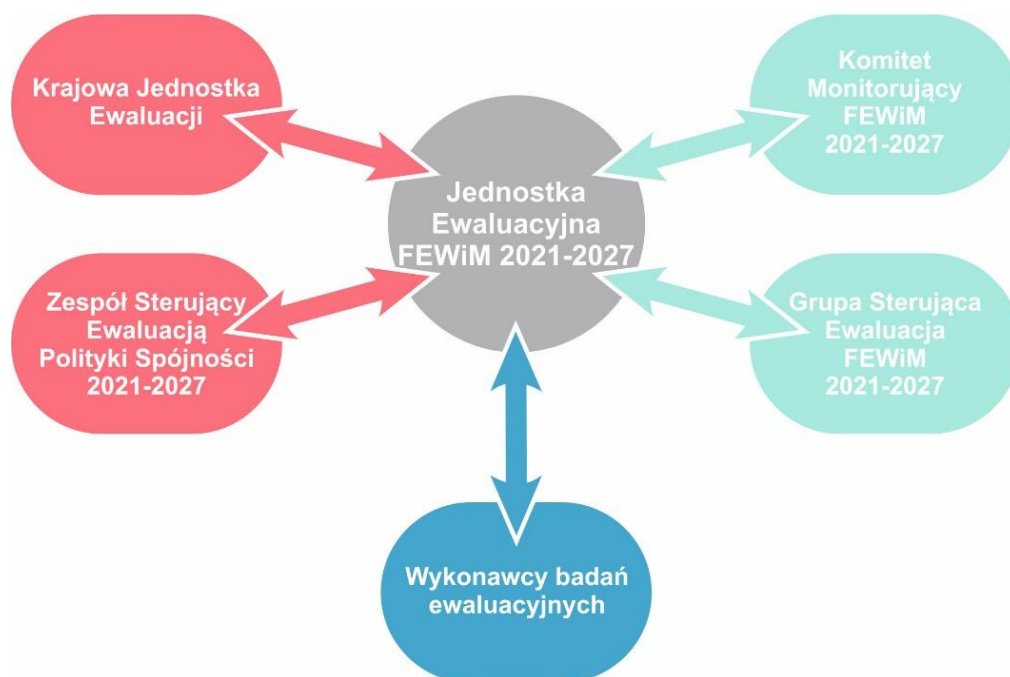 Krajowa Jednostka
Ewaluacji
Komitet
Monitorujący
FEWiM
2021-2027
Jednostka
Ewaluacyjna
FEWiM 2021-2027
Zespół Sterujący
Ewaluacją
Polityki Spójności
2021-2027
Grupa Sterująca
Ewaluacja
FEWiM
2021-2027
Wykonawcy badań
ewaluacyjnych